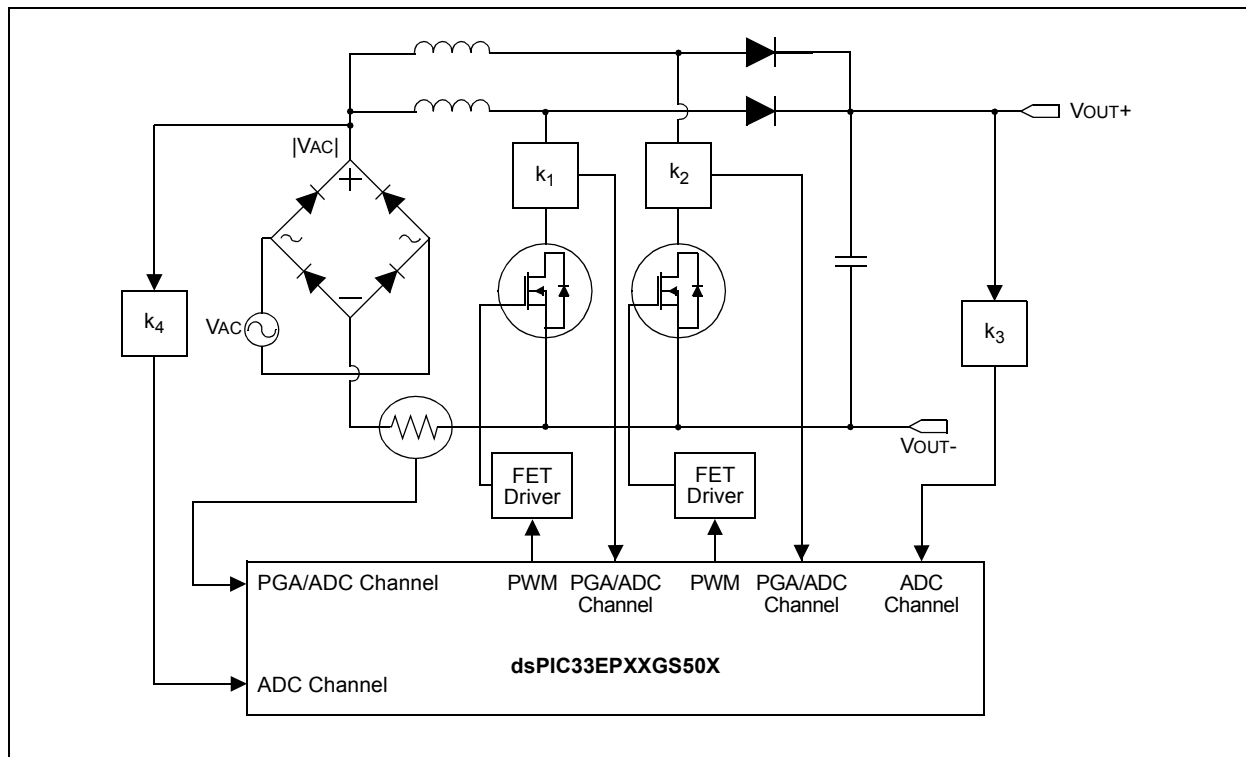 VOUT+
|VAC|
k1
k2
k4
VAC
k3
VOUT-
FET
Driver
FET
Driver
PGA/ADC Channel
PWM
PGA/ADC
Channel
PWM
PGA/ADC
Channel
ADC
Channel
dsPIC33EPXXGS50X
ADC Channel